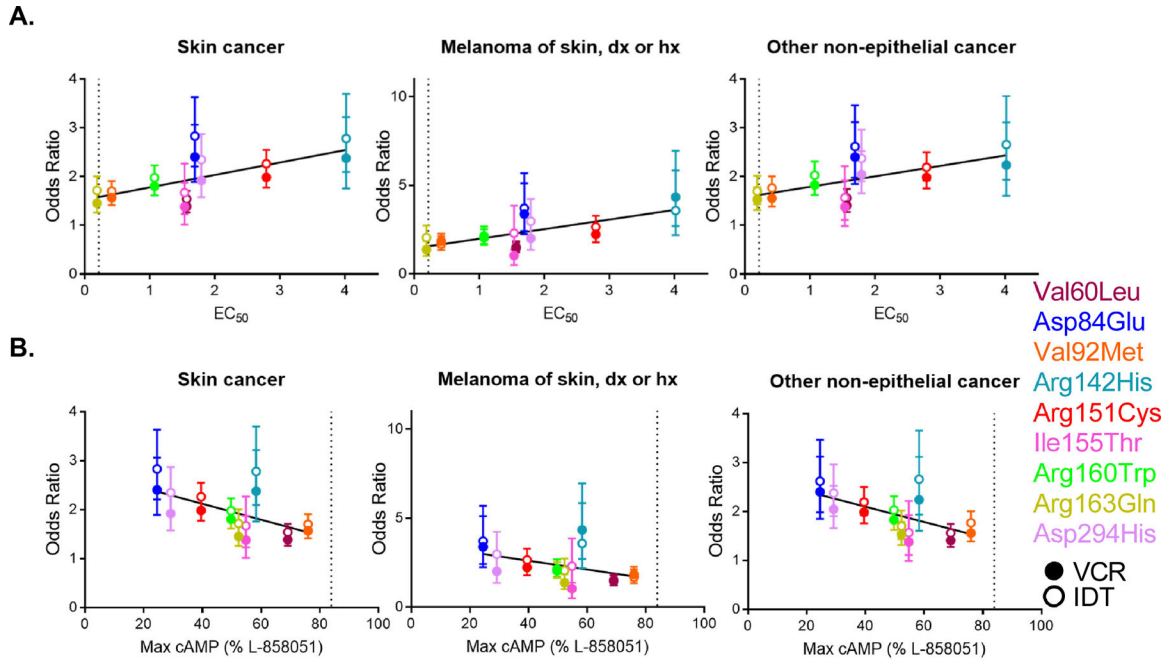 A.
Skin cancer
Melanoma of skin, dx or hx
Other non-epithelial cancer
Odds Ratio
4
3
2
1
0
0 1 2 3 4
EC50
Odds Ratio
10
5
0
0 1 2 3 4
EC50
Odds Ratio
4
3
2
1
0
0 1 2 3 4
EC50
B.
Skin cancer
Melanoma of skin, dx or hx
Other non-epithelial cancer
Odds Ratio
4
3
2
1
0
0 20 40 60 80 100
Max cAMP (% L-858051)
Odds Ratio
10
5
0
0 20 40 60 80 100
Max cAMP (% L-858051)
Odds Ratio
4
3
2
1
0
0 20 40 60 80 100
Max cAMP (% L-858051)
Val60Leu
Asp84Glu
Val92Met
Arg142His
Arg151Cys
Ile155Thr
Arg160Trp
Arg163Gln
Asp294His
VCR
IDT